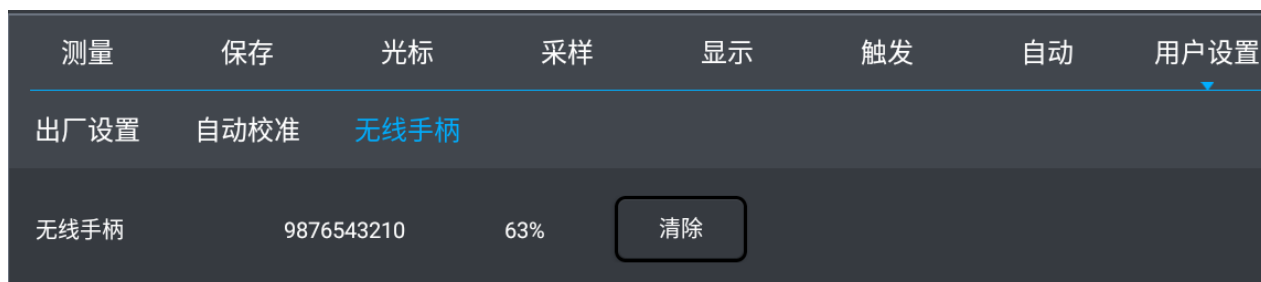 测量 保存 光标 采样 显示 触发 自动 用户设置
出厂设置 自动校准 无线手柄
无线手柄 9876543210 63% 清除